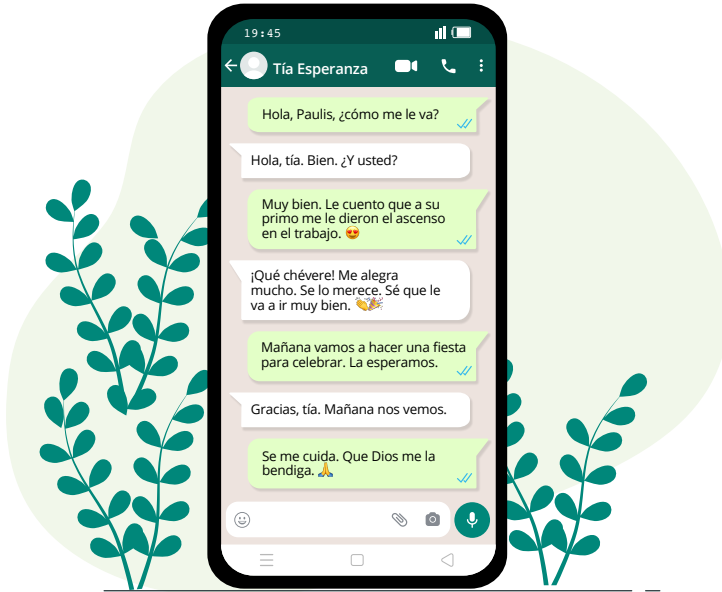 19:45
Tía Esperanza
Hola, Paulis, ¿cómo me le va?
Hola, tía. Bien. ¿Y usted?
Muy bien. Le cuento que a su
primo me le dieron el ascenso
en el trabajo. 😍
¡Qué chévere! Me alegra
mucho. Se lo merece. Sé que le
va a ir muy bien. 👏🎉
Mañana vamos a hacer una fiesta
para celebrar. La esperamos.
Gracias, tía. Mañana nos vemos.
Se me cuida. Que Dios me la
bendiga. 🙏